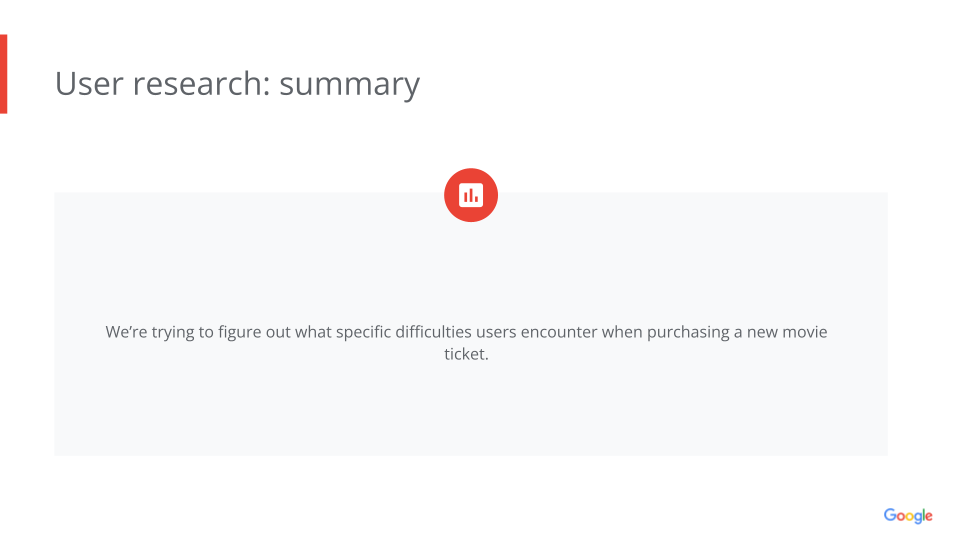 User research: summary
We’re trying to figure out what specific difficulties users encounter when purchasing a new movie
ticket.
Google